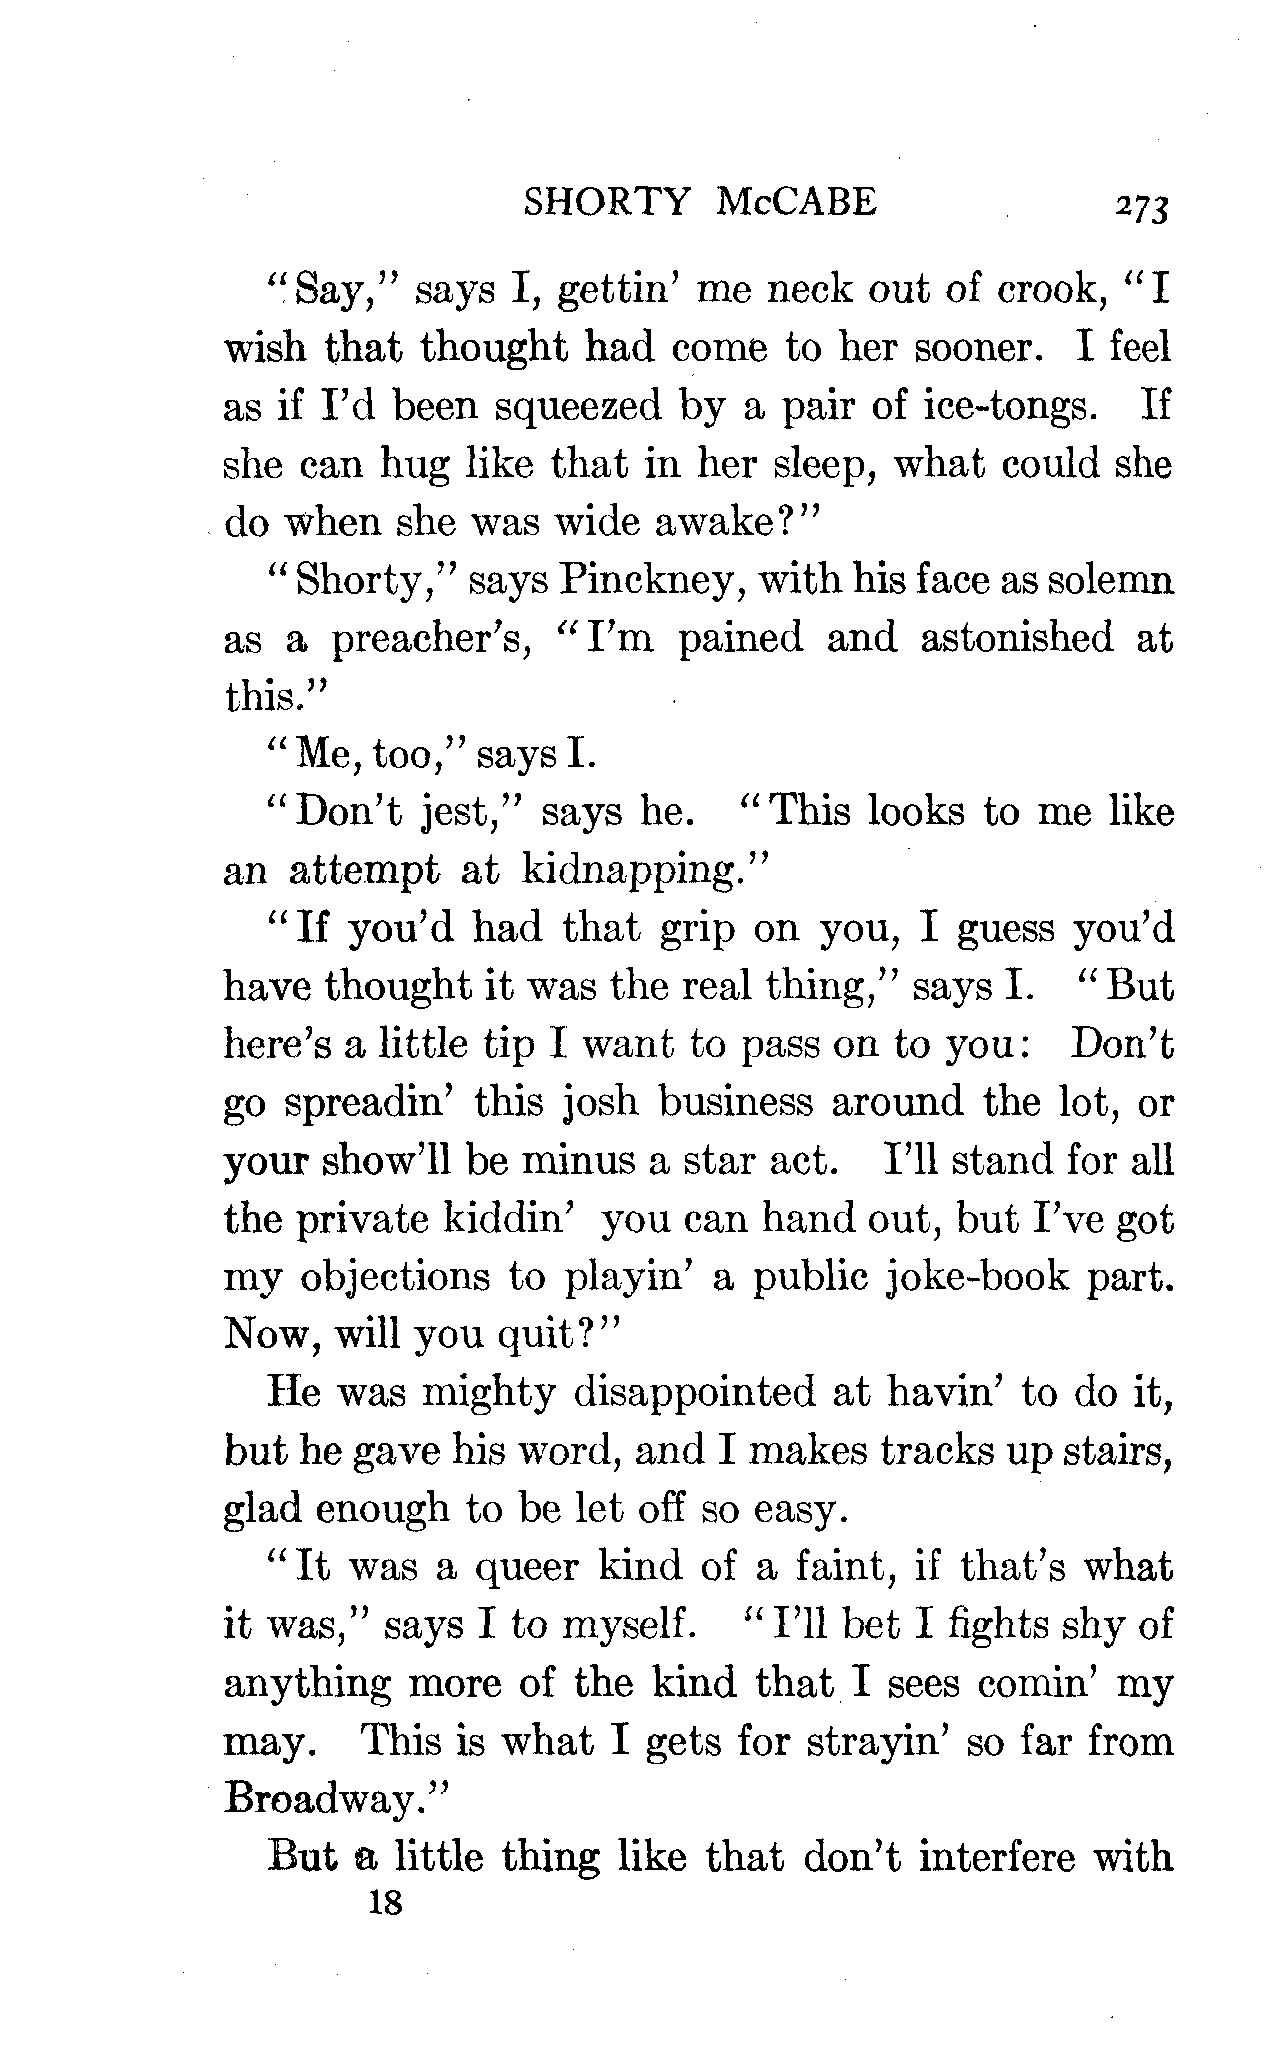 SHORTY McCABE 273
"Say," says I, gettin' me neck out of crook, "I
wish that thought had come to her sooner. I feel
as if I'd been squeezed by a pair of ice-tongs. If
she can hug like that in her sleep, what could she
do when she was wide awake?"
"Shorty," says Pinckney, with his face as solemn
as a preacher's, "I'm pained and astonished at
this."
"Me, too," says I.
"Don't jest," says he. "This looks to me like
an attempt at kidnapping."
"If you'd had that grip on you, I guess you'd
have thought it was the real thing," says I. "But
here's a little tip I want to pass on to you: Don't
go spreadin' this josh business around the lot, or
your show'll be minus a star act. I'll stand for all
the private kiddin' you can hand out, but I've got
my objections to playin' a public joke-book part.
Now, will you quit?"
He was mighty disappointed at havin' to do it,
but he gave his word, and I makes tracks up stairs,
glad enough to be let off so easy.
"It was a queer kind of a faint, if that's what
it was," says I to myself. "I'll bet I fights shy of
anything more of the kind that I sees comin' my
may. This is what I gets for strayin' so far from
Broadway."
But a little thing like that don't interfere with
18